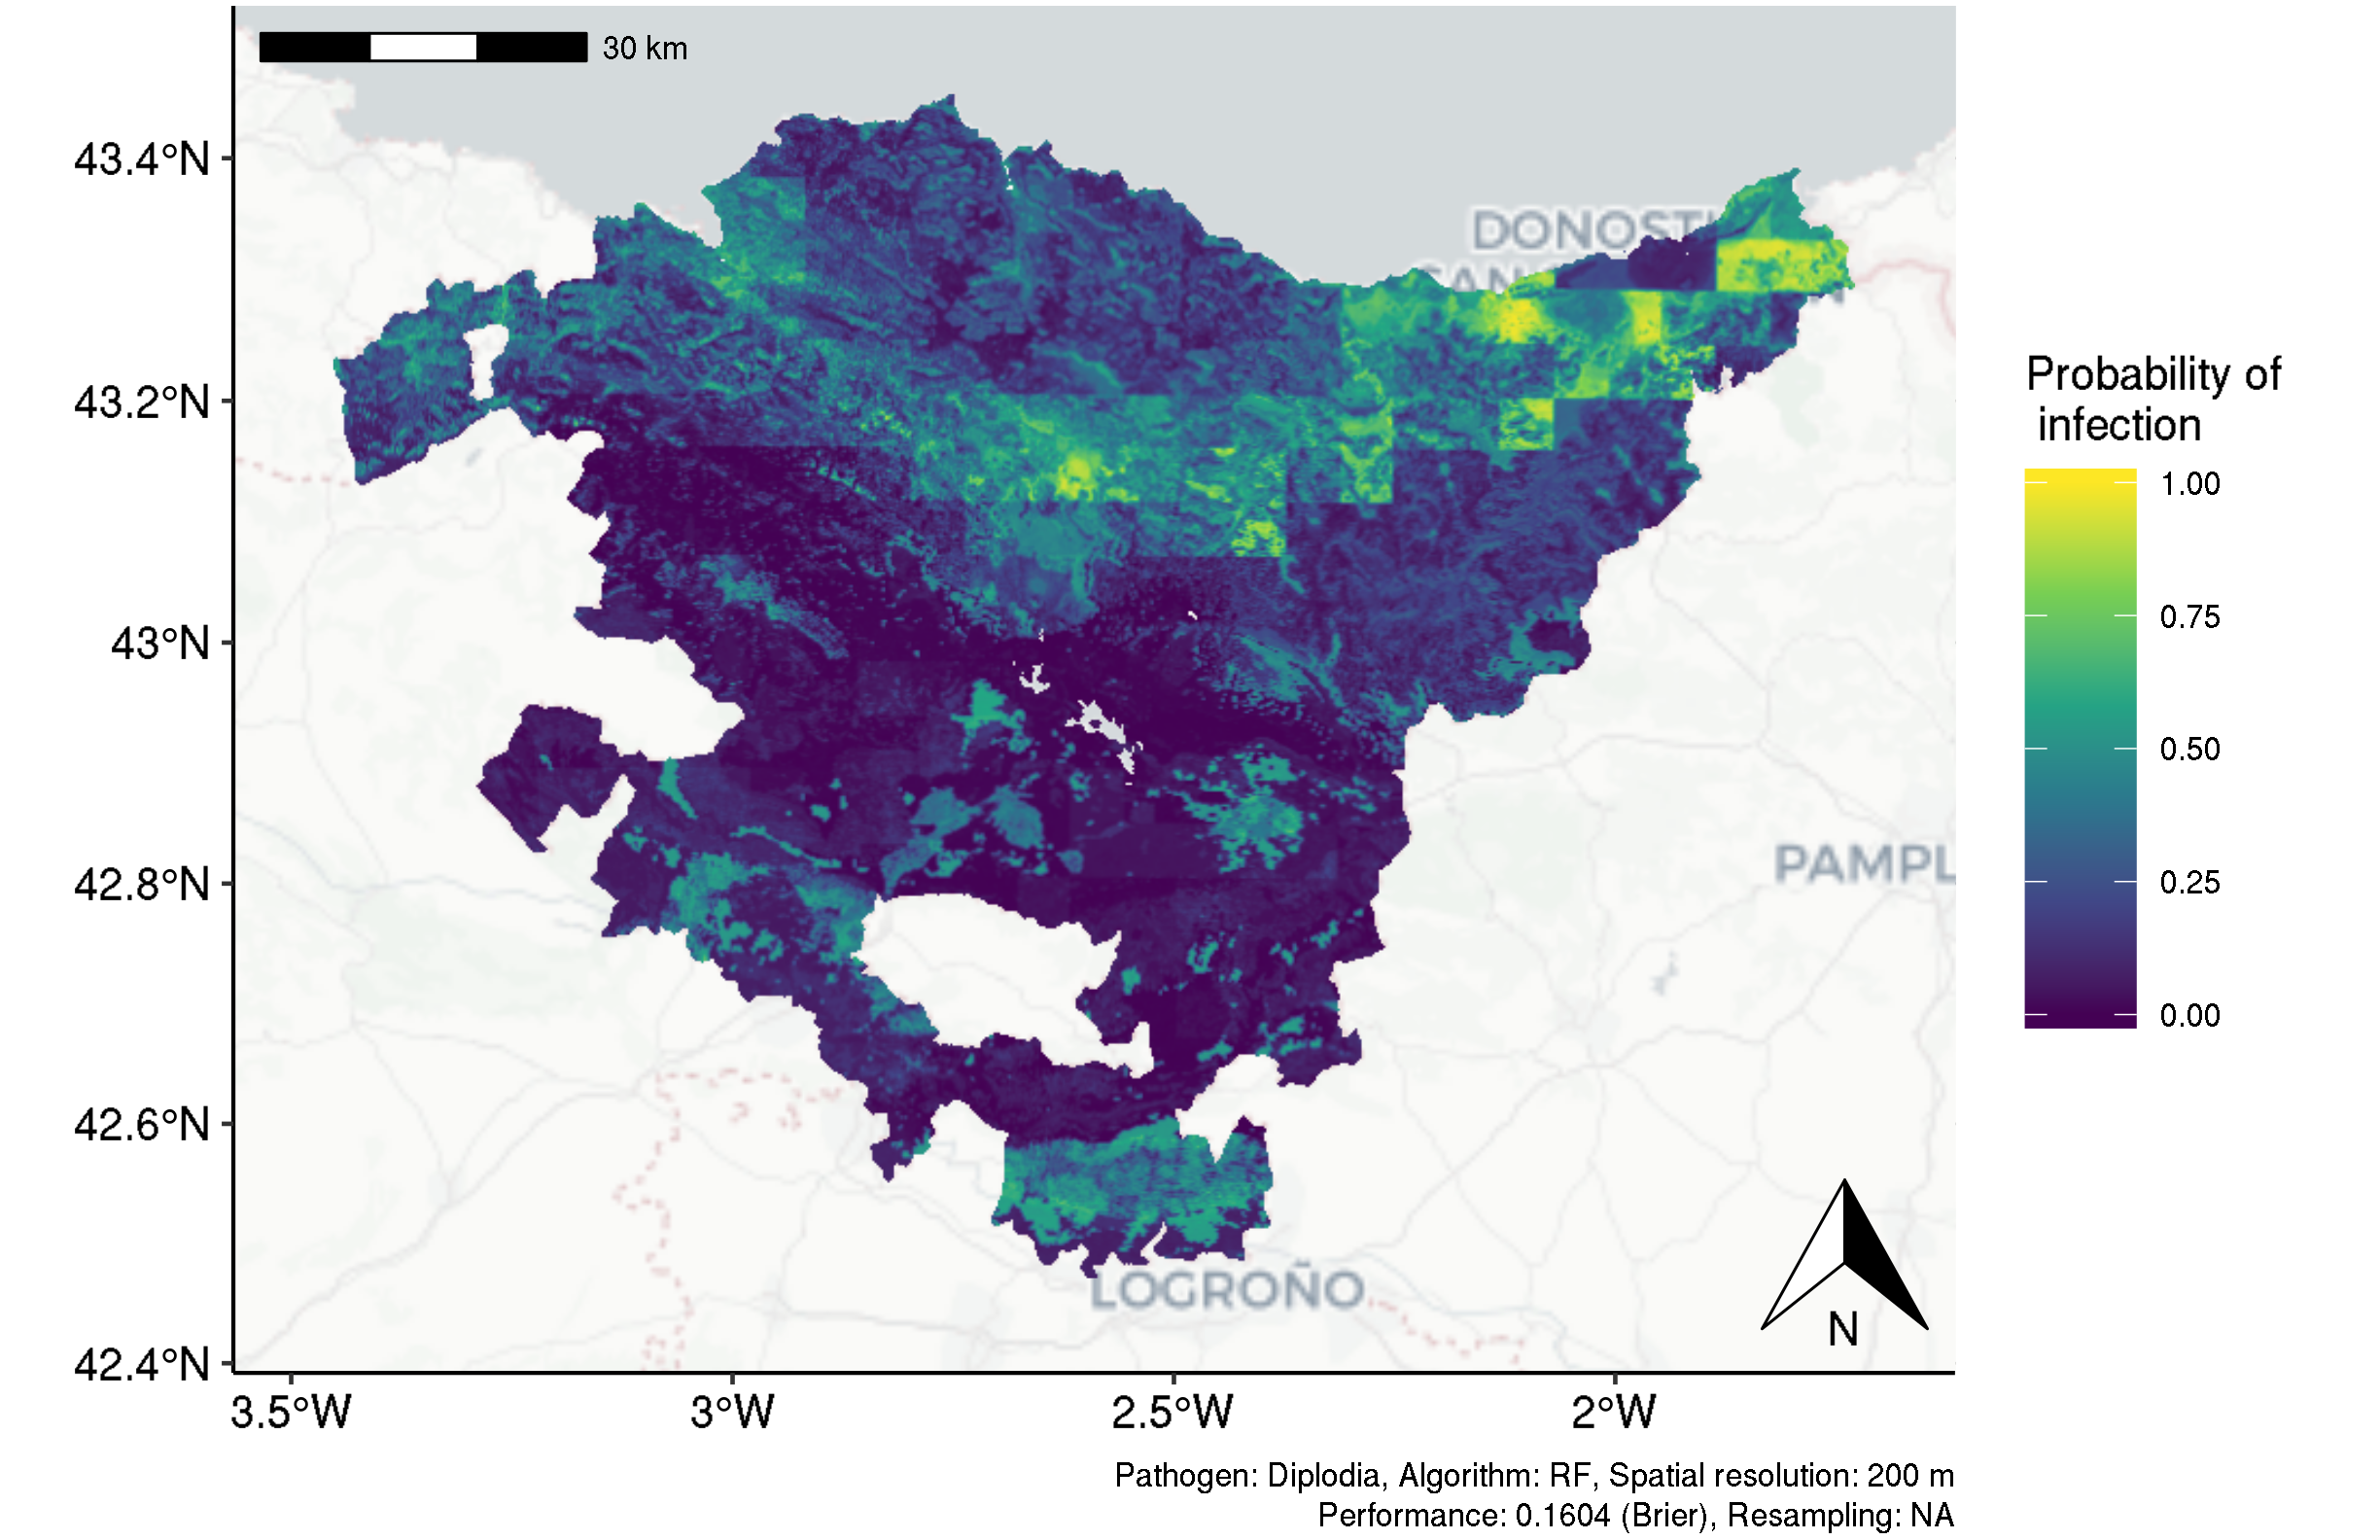 30 km
43.4°N
43.2°N
43°N
42.8°N
42.6°N
42.4°N
3.5°W
3°W
2.5°W
2°W
DONOSTI
SAN
PAMPL
LOGROÑO
N
Probability of
infection
1.00
0.75
0.50
0.25
0.00
Pathogen: Diplodia, Algorithm: RF, Spatial resolution: 200 m
Performance: 0.1604 (Brier), Resampling: NA